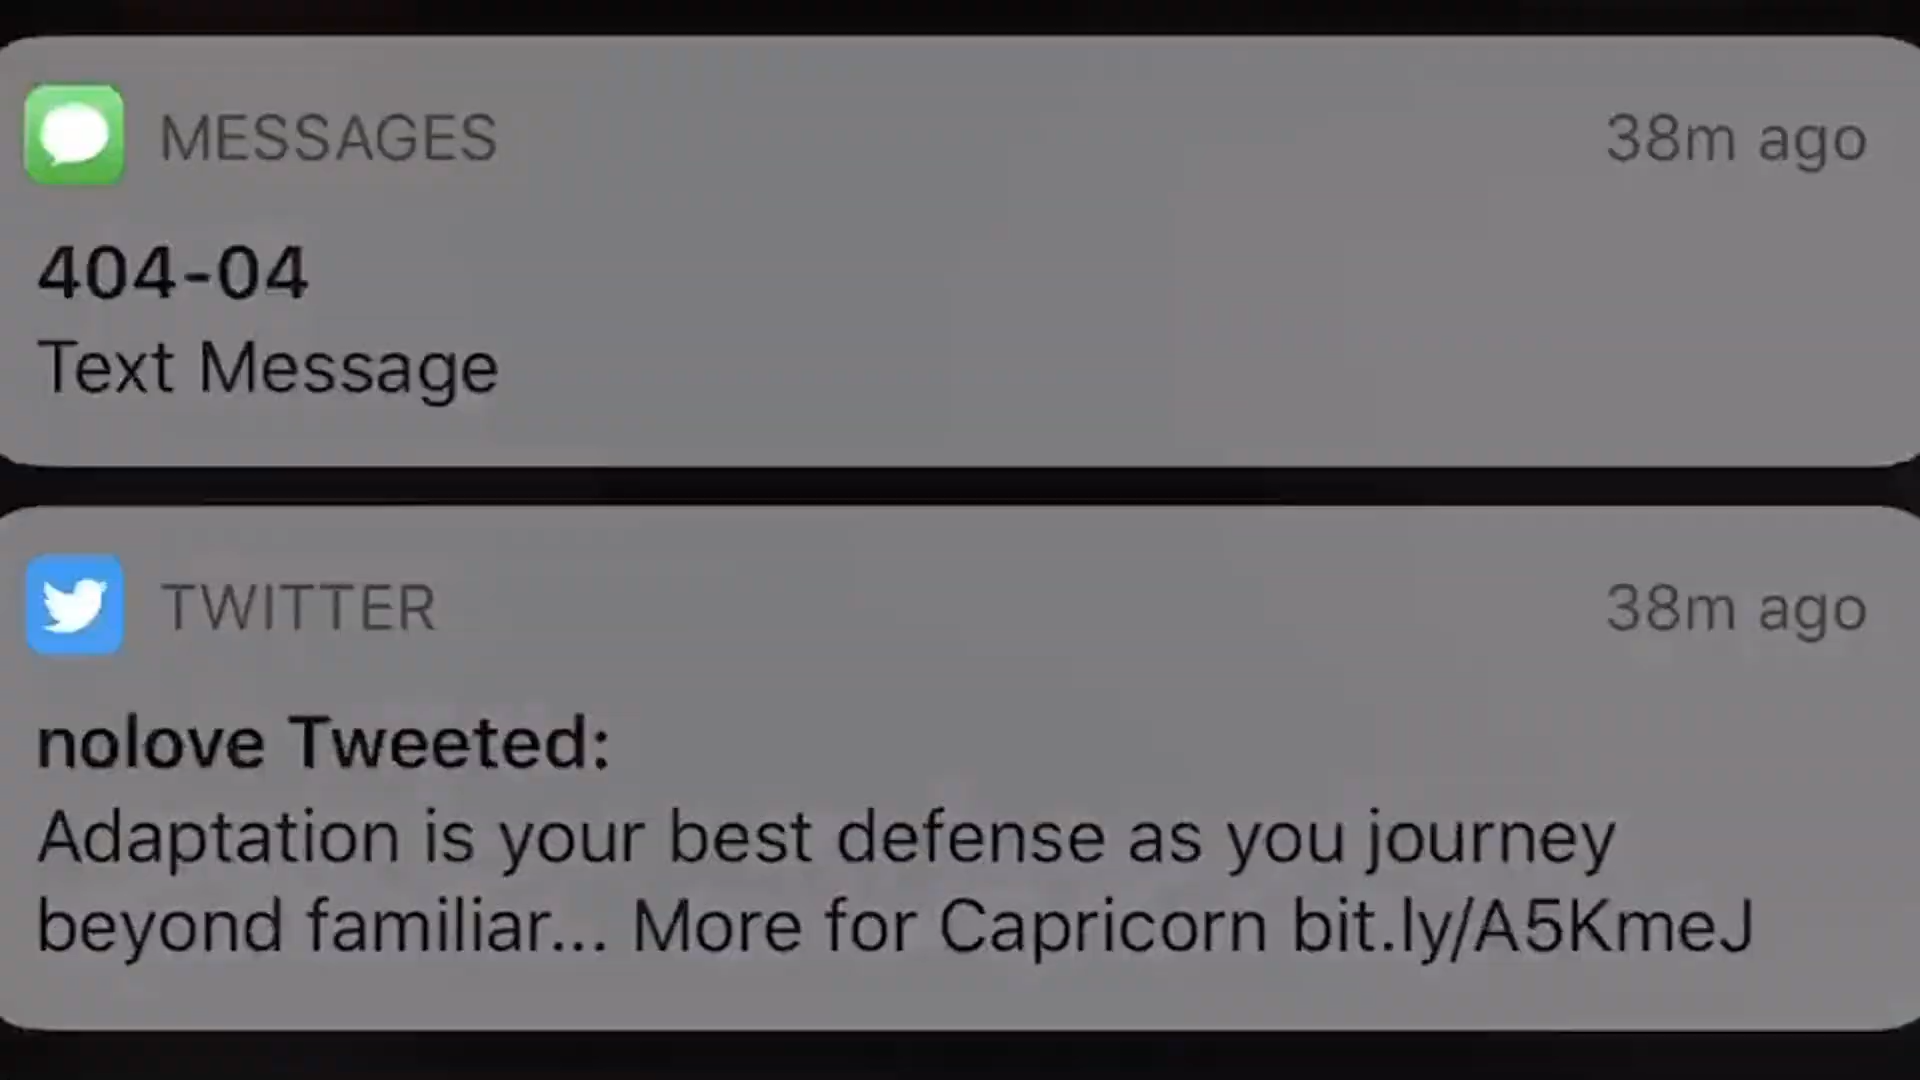 MESSAGES 38m ago
404-04
Text Message
TWITTER 38m ago
nolove Tweeted:
Adaptation is your best defense as you journey
beyond familiar... More for Capricorn bit.ly/A5KmeJ